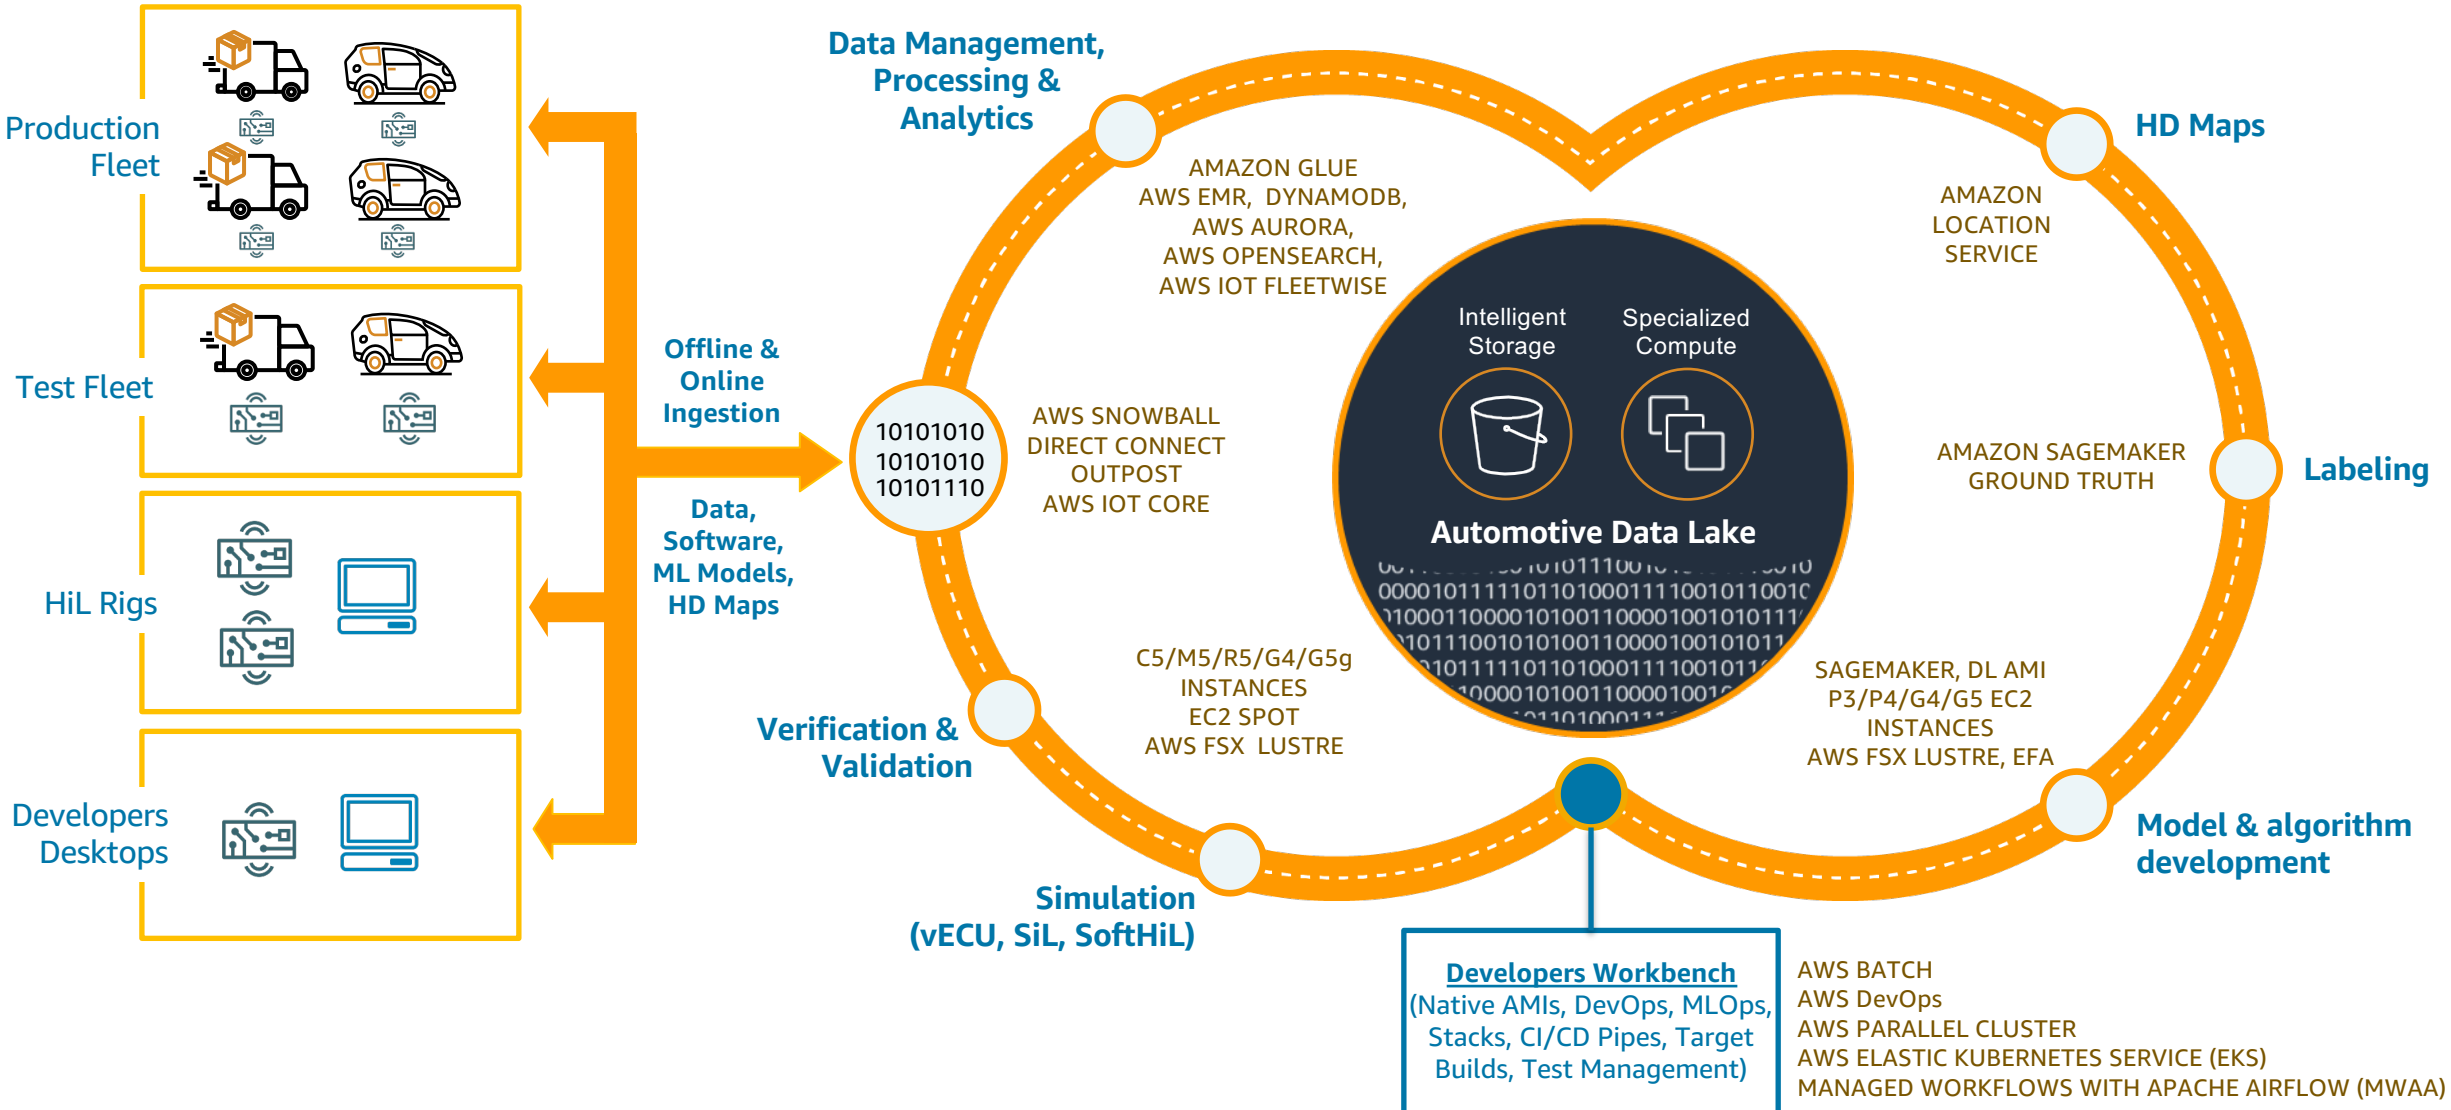 Production
Fleet
Test Fleet
HiL Rigs
Developers
Desktops
Offline &
Online
Ingestion
Data,
Software,
ML Models,
HD Maps
10101010
10101010
10101110
Data Management,
Processing &
Analytics
AMAZON GLUE
AWS EMR, DYNAMODB,
AWS AURORA,
AWS OPENSEARCH,
AWS IOT FLEETWISE
AWS SNOWBALL
DIRECT CONNECT
OUTPOST
AWS IOT CORE
Verification &
Validation
C5/M5/R5/G4/G5g
INSTANCES
EC2 SPOT
AWS FSX LUSTRE
Simulation
(vECU, SiL, SoftHiL)
Intelligent
Storage
Specialized
Compute
Automotive Data Lake
HD Maps
AMAZON
LOCATION
SERVICE
Labeling
AMAZON SAGEMAKER
GROUND TRUTH
SAGEMAKER, DL AMI
P3/P4/G4/G5 EC2
INSTANCES
AWS FSX LUSTRE, EFA
Model & algorithm
development
Developers Workbench
(Native AMIs, DevOps, MLOps,
Stacks, CI/CD Pipes, Target
Builds, Test Management)
AWS BATCH
AWS DevOps
AWS PARALLEL CLUSTER
AWS ELASTIC KUBERNETES SERVICE (EKS)
MANAGED WORKFLOWS WITH APACHE AIRFLOW (MWAA)